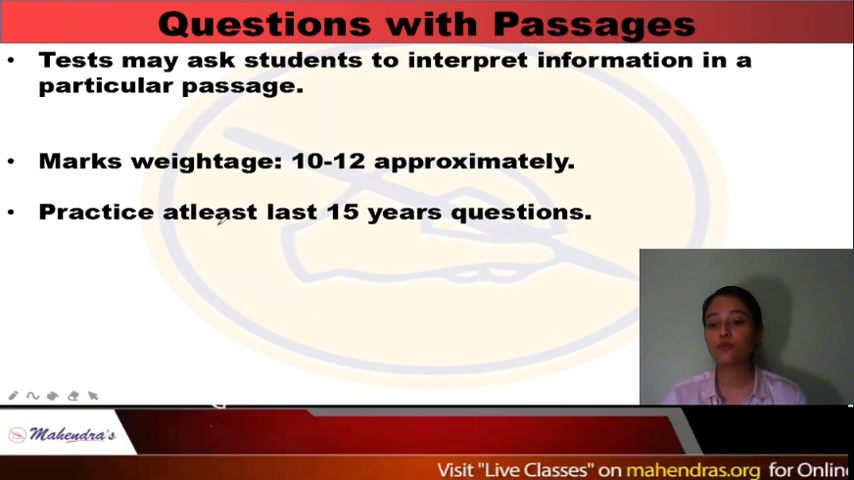 Questions with Passages
• Tests may ask students to interpret information in a
particular passage.
• Marks weightage: 10-12 approximately.
• Practice atleast last 15 years questions.
Mahendra's
Visit "Live Classes" on mahendras.org for Onlin